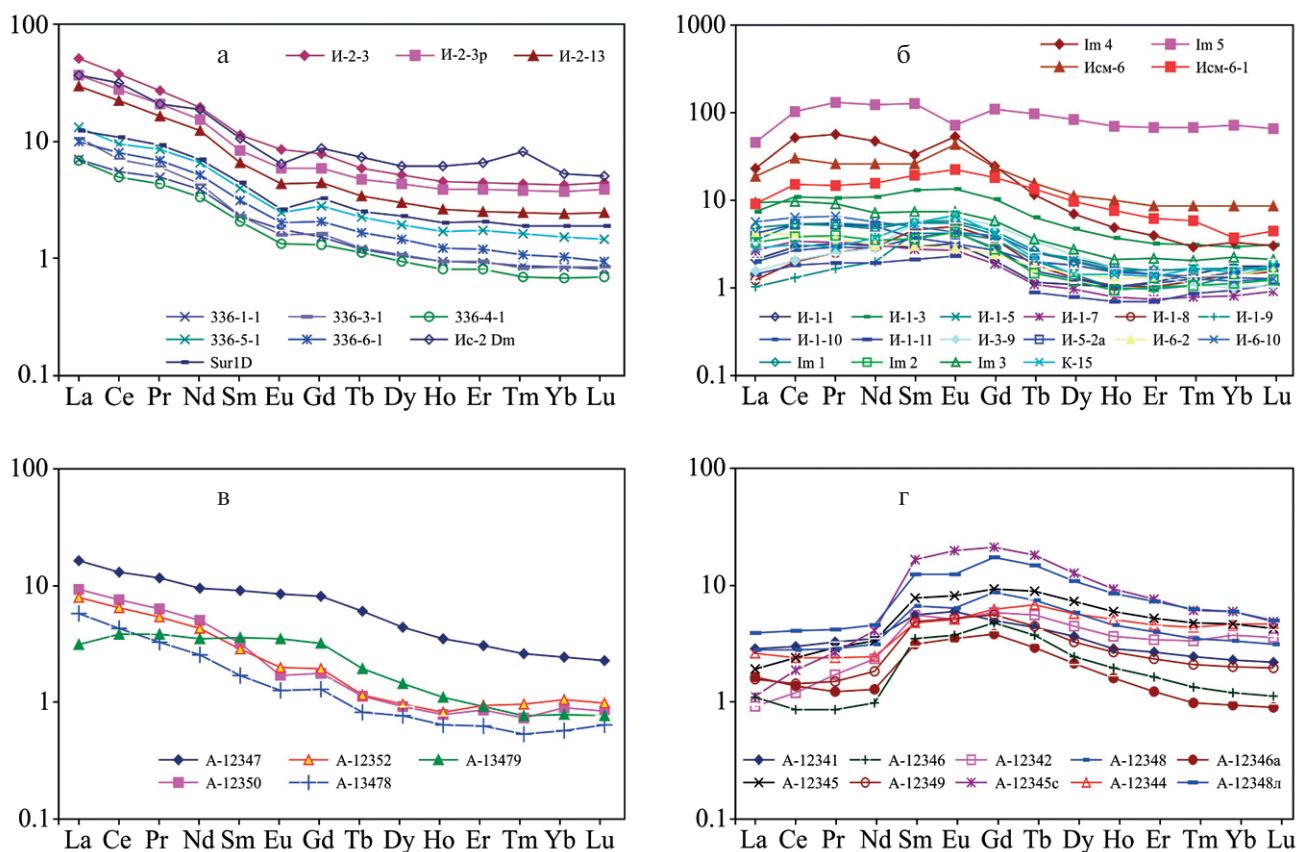 а
100
10
1
0.1
И-2-3 И-2-3р И-2-13
336-1-1 336-3-1 336-4-1
336-5-1 336-6-1 Ис-2 Dm
Sur1D
La Ce Pr Nd Sm Eu Gd Tb Dy Ho Er Tm Yb Lu
б
1000
100
10
1
0.1
Im 4 Im 5
Исм-6 Исм-6-1
И-1-1 И-1-3 И-1-5 И-1-7 И-1-8 И-1-9
И-1-10 И-1-11 И-3-9 И-5-2а И-6-2 И-6-10
Im 1 Im 2 Im 3 К-15
La Ce Pr Nd Sm Eu Gd Tb Dy Ho Er Tm Yb Lu
в
100
10
1
0.1
А-12347 А-12352 А-13479
А-12350 А-13478
La Ce Pr Nd Sm Eu Gd Tb Dy Ho Er Tm Yb Lu
г
100
10
1
0.1
А-12341 А-12346 А-12342 А-12348 А-12346а
А-12345 А-12349 А-12345с А-12344 А-12348л
La Ce Pr Nd Sm Eu Gd Tb Dy Ho Er Tm Yb Lu